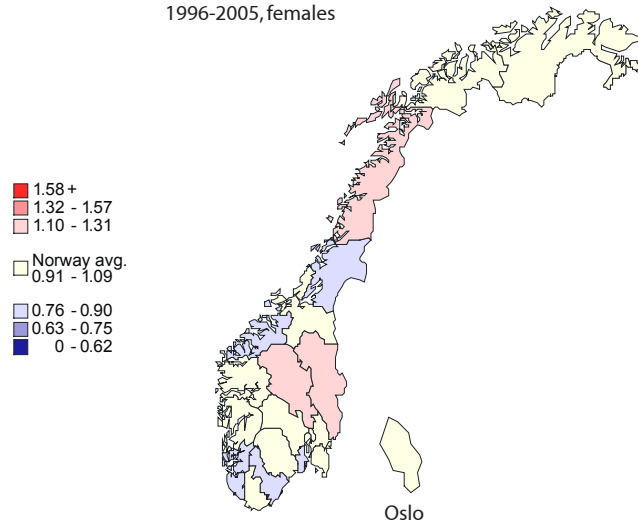 1996-2005, females
1.58 +
1.32 - 1.57
1.10 - 1.31
Norway avg.
0.91 - 1.09
0.76 - 0.90
0.63 - 0.75
0 - 0.62
Oslo